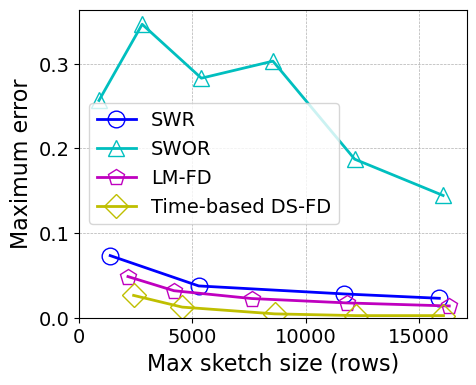 Maximum error
0.3
0.2
0.1
0.0
SWR
SWOR
LM-FD
Time-based DS-FD
0
5000
10000
15000
Max sketch size (rows)